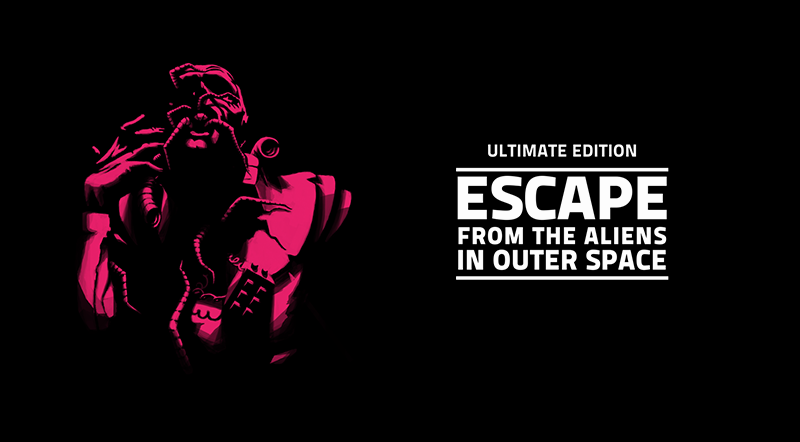 ULTIMATE EDITION
ESCAPE
FROM THE ALIENS
IN OUTER SPACE